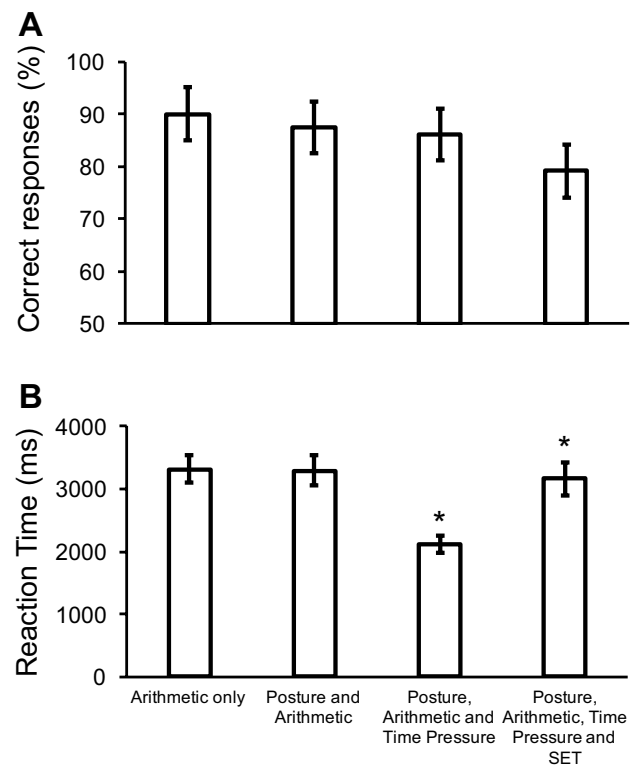 A
Correct responses (%)
100
90
80
70
60
50
B
Reaction Time (ms)
4000
3000
2000
1000
0
*
*
Arithmetic only
Posture and
Arithmetic
Posture,
Arithmetic and
Time Pressure
Posture,
Arithmetic, Time
Pressure and
SET